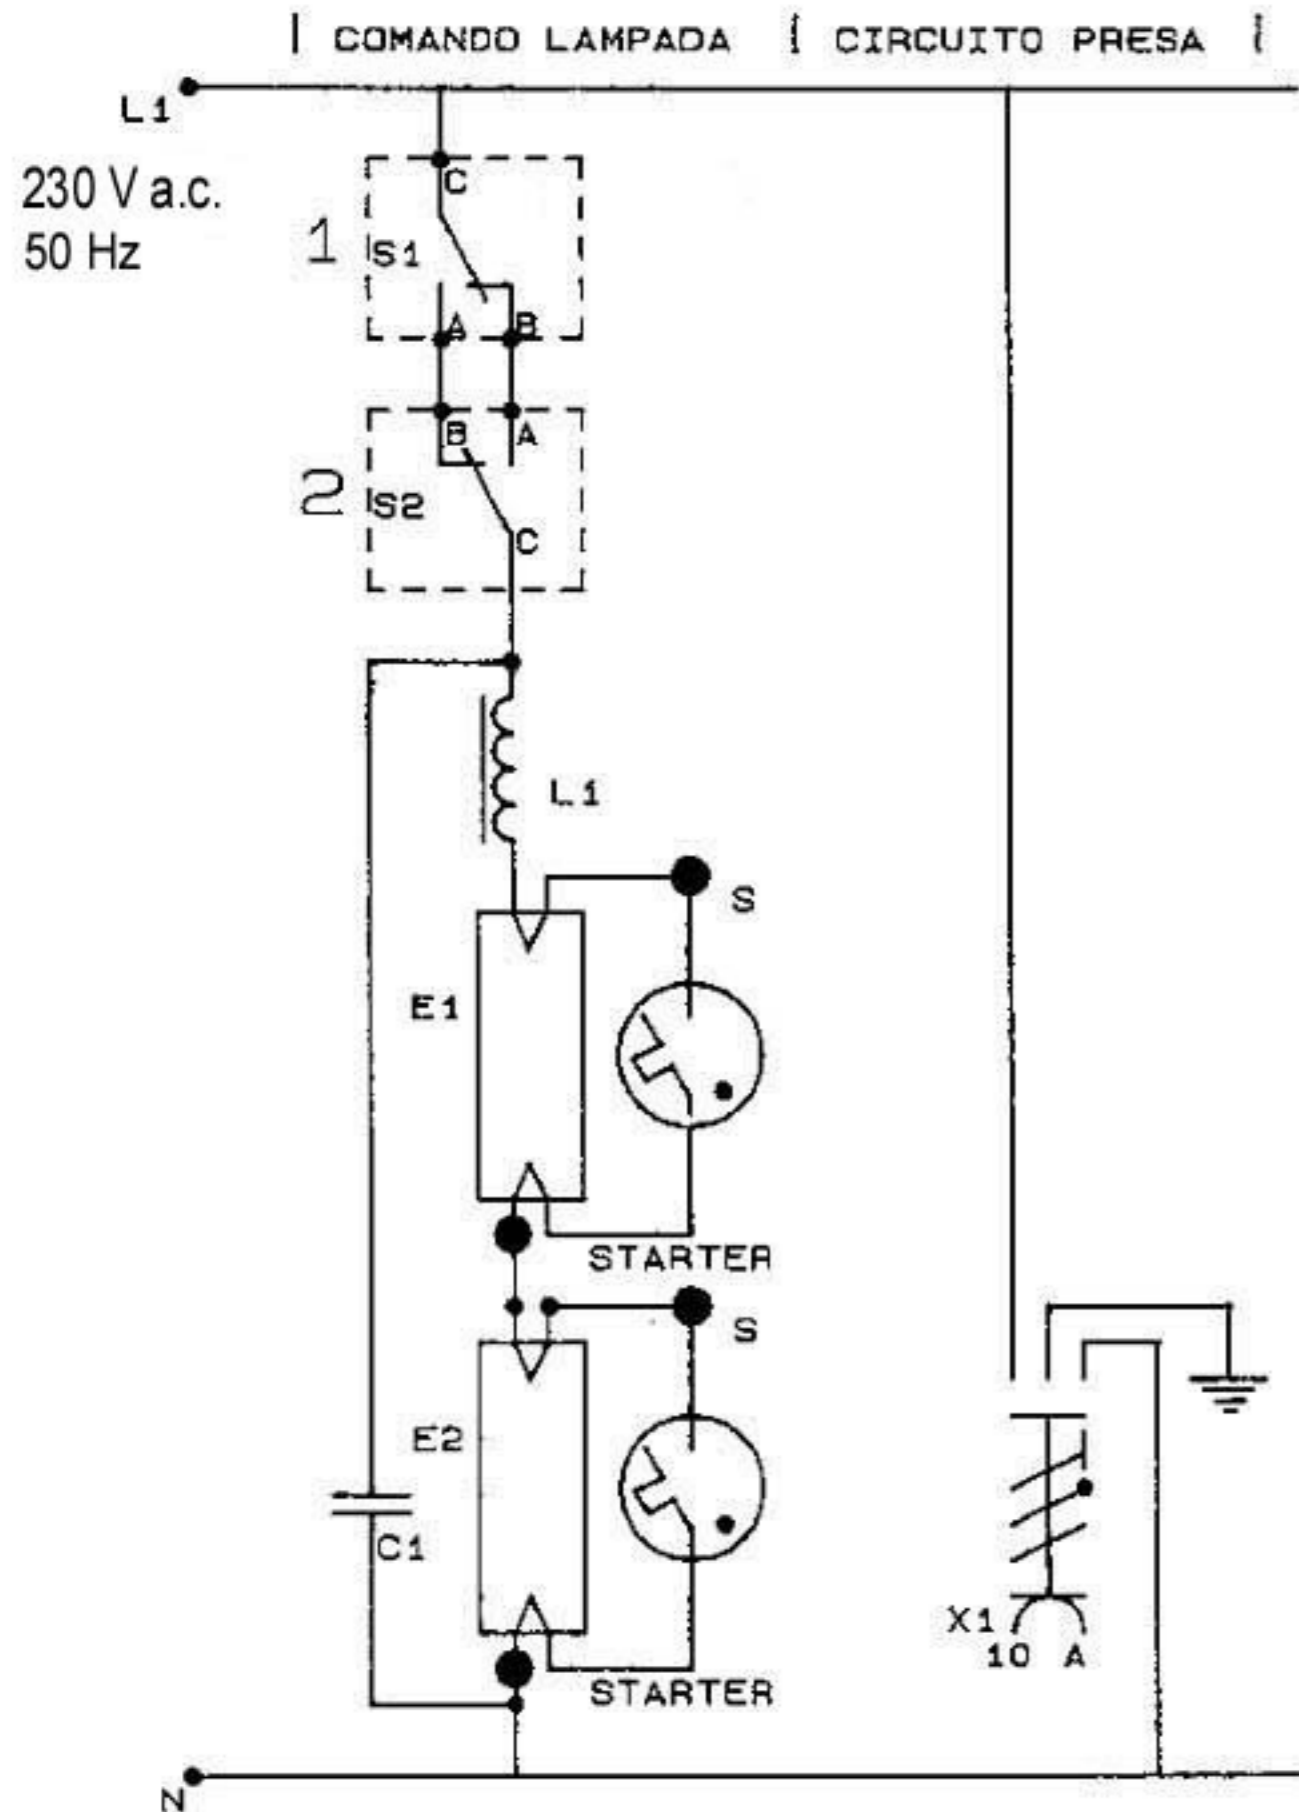 COMANDO LAMPADA
CIRCUITO PRESA
L1
230 V a.c.
50 Hz
C
1
S1
A B
B A
2
S2
C
L1
S
E1
STARTER
S
E2
C1
X1
10 A
STARTER
N